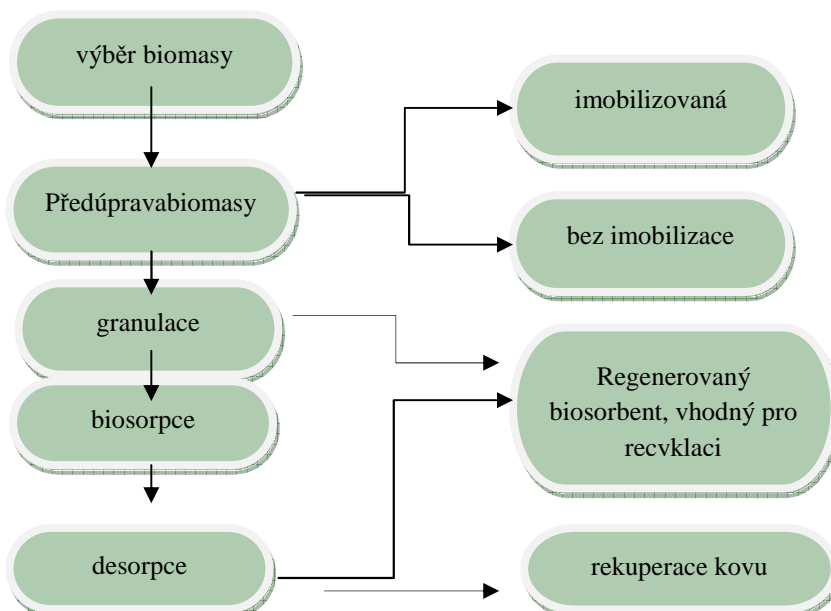 výběr biomasy
imobilizovaná
Předúpravabiomasy
bez imobilizace
granulace
Regenerovaný
biosorbent, vhodný pro
recvklaci
biosorpce
desorpce
rekuperace kovu